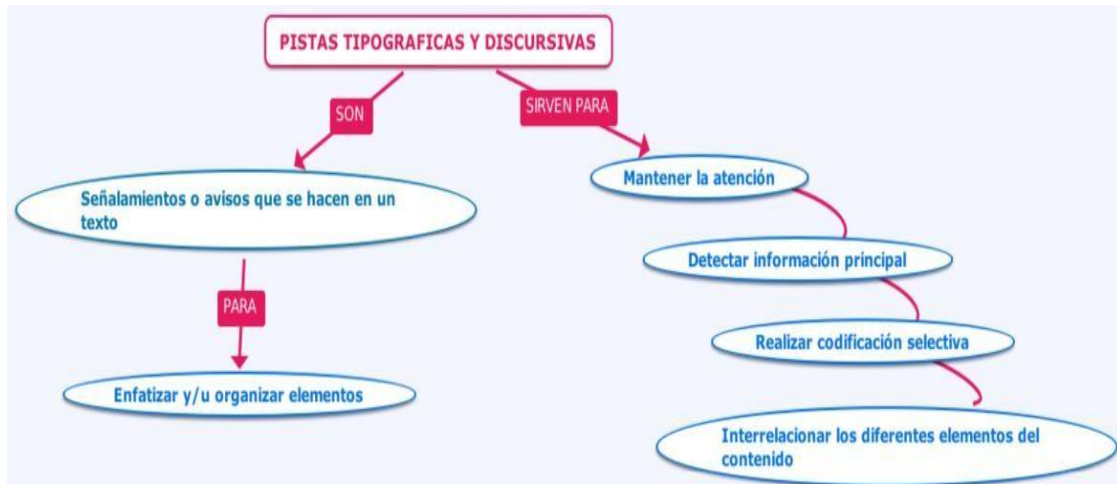 PISTAS TIPOGRAFICAS Y DISCURSIVAS
SON
SIRVEN PARA
Señalamientos o avisos que se hacen en un
texto
PARA
Enfatizar y/u organizar elementos
Mantener la atención
Detectar información principal
Realizar codificación selectiva
Interrelacionar los diferentes elementos del
contenido